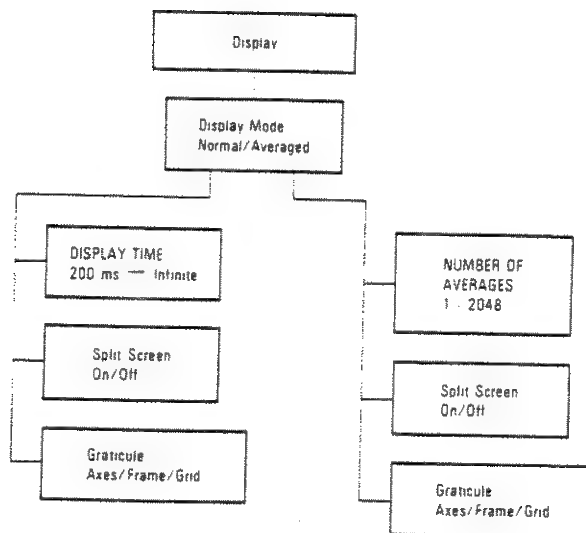 Display
Display Mode
Normal/Averaged
DISPLAY TIME
200 ms — Infinite
Split Screen
On/Off
Graticule
Axes/Frame/Grid
NUMBER OF
AVERAGES
1 - 2048
Split Screen
On/Off
Graticule
Axes/Frame/Grid